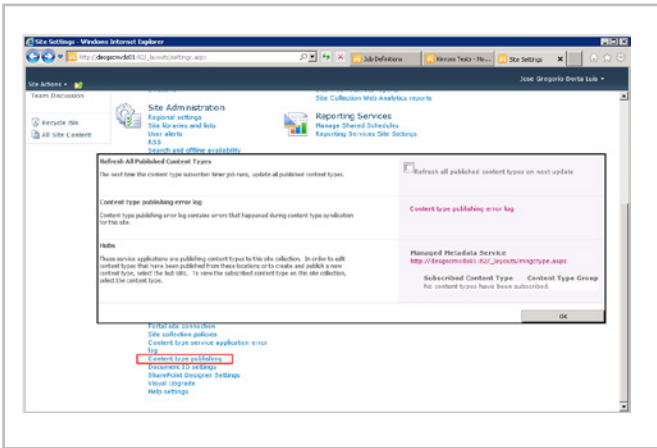 Site Settings - Windows Internet Explorer
Job Definitions
Site Settings
Site Actions
Jose Gregorio Dorta Luis
Team Discussion
Recycle Bin
All Site Content
Site Administration
Regional settings
Site libraries and lists
User alerts
RSS
Search and offline availability
Site Collection Web Analytics reports
Reporting Services
Manage Shared Schedules
Reporting Services Site Settings
Refresh All Published Content Types
The next time the content type subscriber timer job runs, update all published content types.
Refresh all published content types on next update
Content type publishing error log
Content type publishing error log contains errors that happened during content type syndication
for this site.
Content type publishing error log
Hubs
These service applications are publishing content types to this site collection. In order to edit
content types that have been published from these locations or to create and publish a new
content type, select the hub URL. To view the subscribed content type on this site collection,
select the content type.
Managed Metadata Service
Subscribed Content Type Content Type Group
No content types have been subscribed.
OK
Portal site connection
Site collection policies
Content type service application error
log
Content type publishing
Document ID settings
SharePoint Designer Settings
Visual Upgrade
Help settings